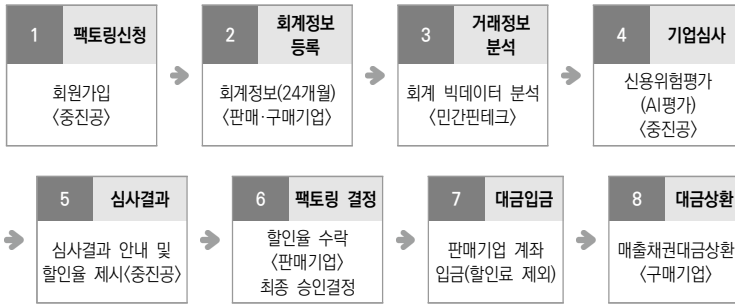 1 팩토링신청
회원가입
〈중진공〉
2 회계정보
등록
회계정보(24개월)
〈판매·구매기업〉
3 거래정보
분석
회계 빅데이터 분석
〈민간핀테크〉
4 기업심사
신용위험평가
(AI평가)
〈중진공〉
5 심사결과
심사결과 안내 및
할인율 제시〈중진공〉
6 팩토링 결정
할인율 수락
〈판매기업〉
최종 승인결정
7 대금입금
판매기업 계좌
입금(할인료 제외)
8 대금상환
매출채권대금상환
〈구매기업〉